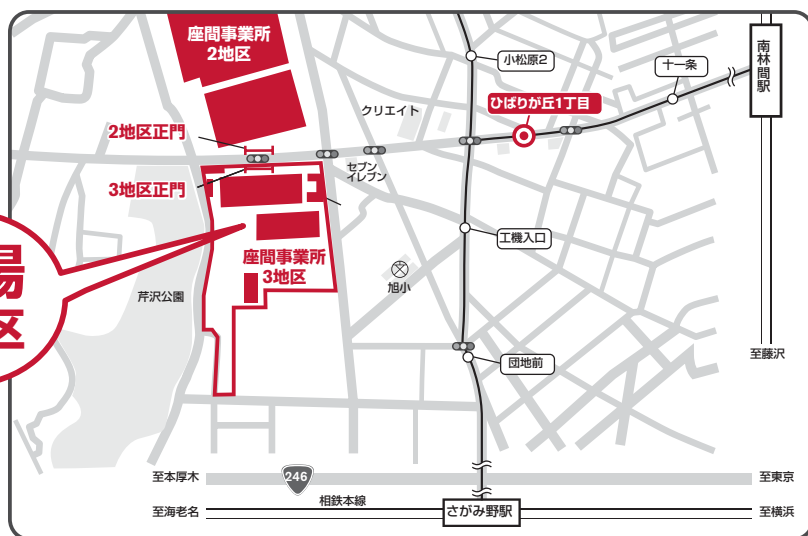 座間事業所
2地区
小松原2
十一条
南林間駅
ひばりが丘1丁目
クリエイト
2地区正門
セブン
イレブン
3地区正門
工機入口
場
区
座間事業所
3地区
芹沢公園
旭小
団地前
至藤沢
至本厚木
246
至東京
至海老名
相鉄本線
さがみ野駅
至横浜